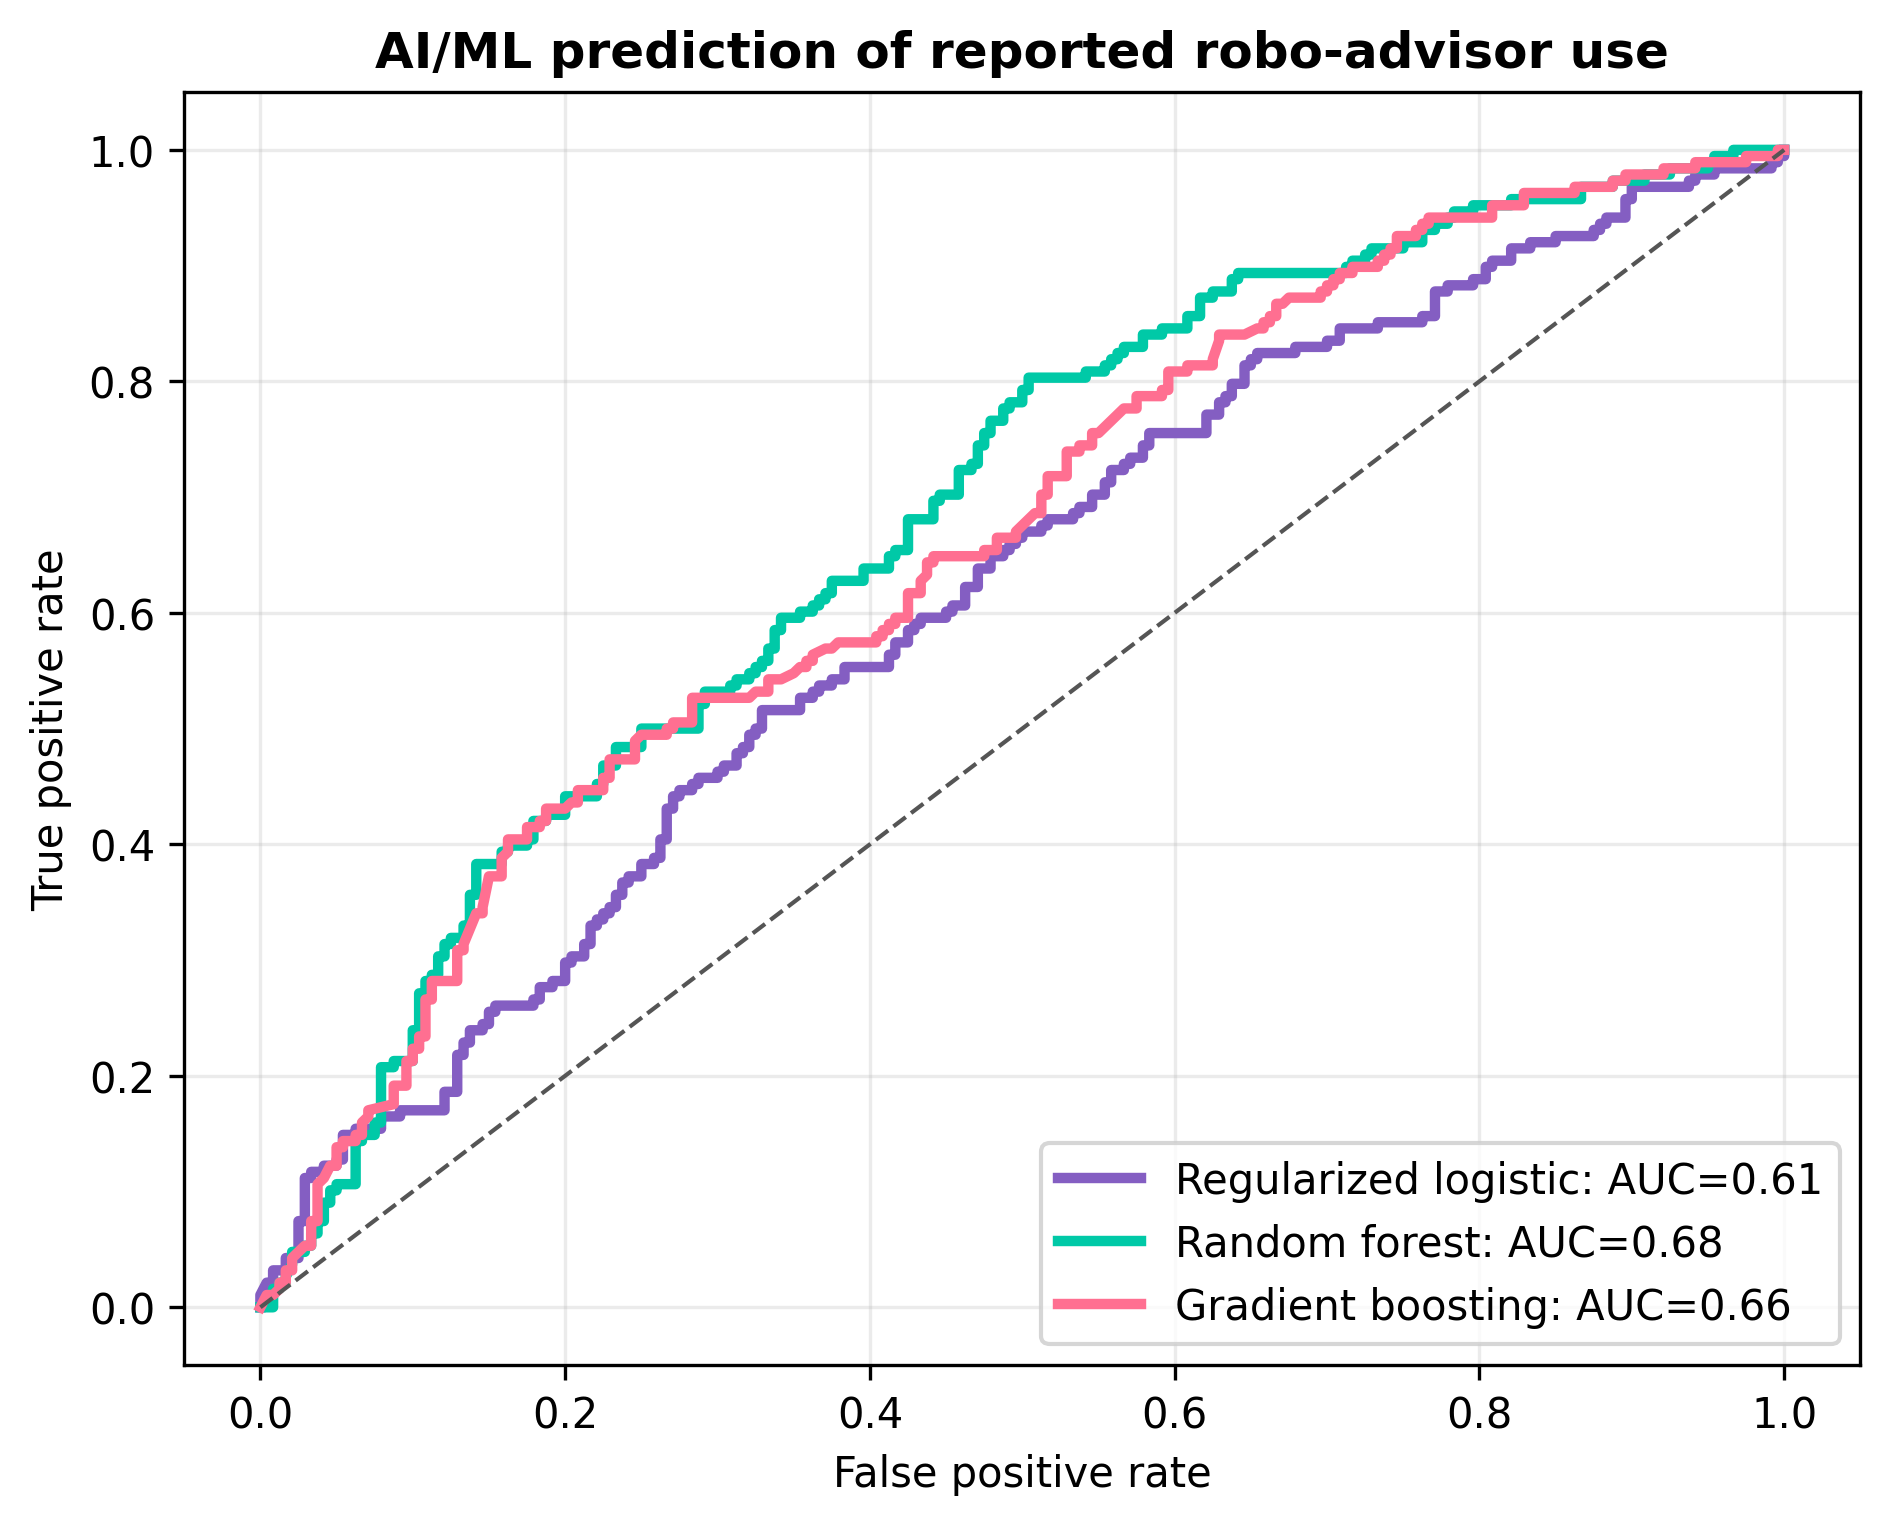 AI/ML prediction of reported robo-advisor use
True positive rate
1.0
0.8
0.6
0.4
0.2
0.0
0.0 0.2 0.4 0.6 0.8 1.0
False positive rate
Regularized logistic: AUC=0.61
Random forest: AUC=0.68
Gradient boosting: AUC=0.66